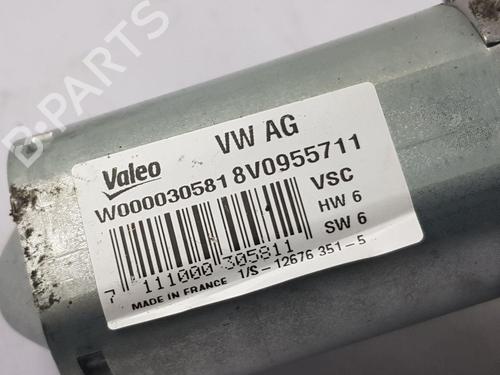 Valeo VW AG
W000030581 8V0955711
VSC
HW 6
SW 6
7 111000 305811
MADE IN FRANCE 1/S - 12676 351 - 5